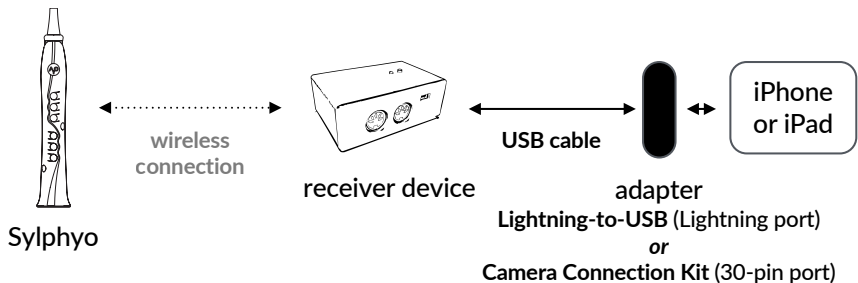 wireless
connection
USB cable
iPhone
or iPad
Sylphyo
receiver device
adapter
Lightning-to-USB (Lightning port)
or
Camera Connection Kit (30-pin port)